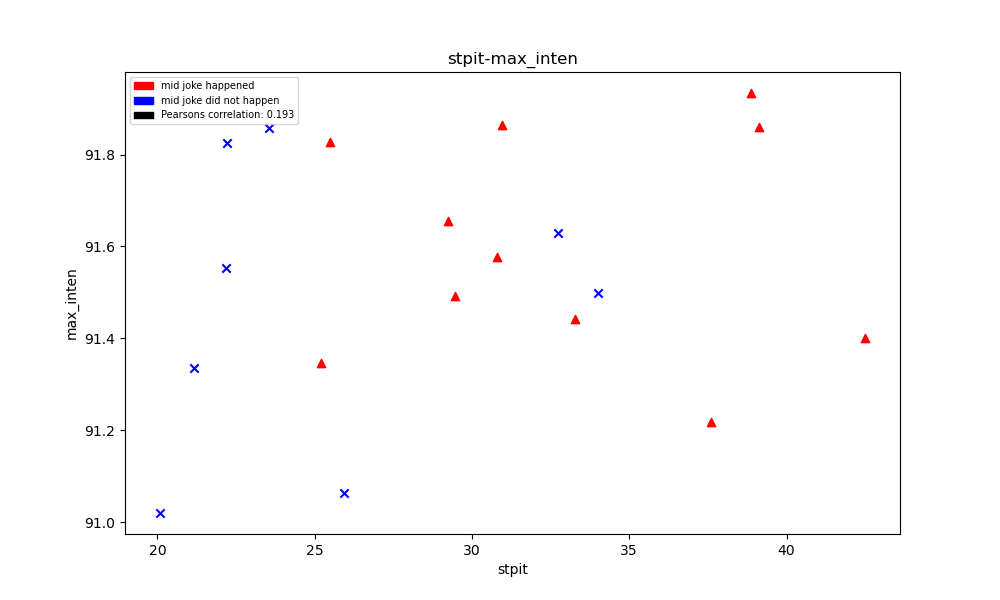 stpit-max_inten
mid joke happened
mid joke did not happen
Pearsons correlation: 0.193
91.8
91.6
91.4
91.2
91.0
max_inten
20
25
30
35
40
stpit